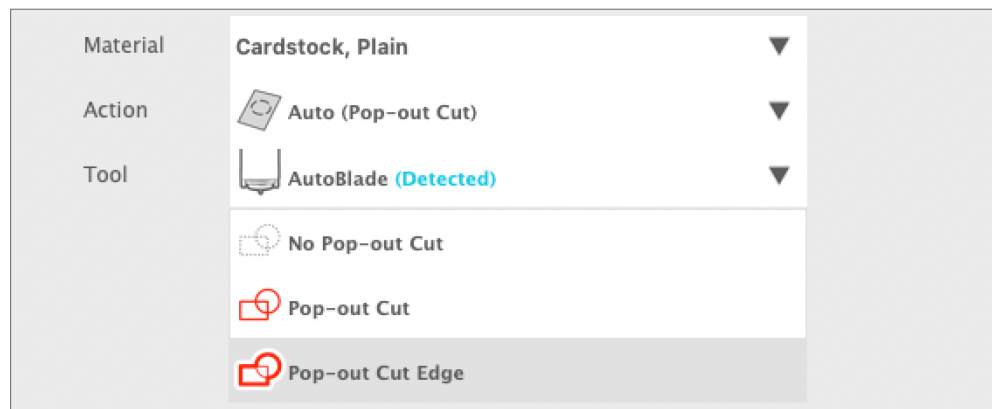 Material Cardstock, Plain
Action Auto (Pop-out Cut)
Tool AutoBlade (Detected)
No Pop-out Cut
Pop-out Cut
Pop-out Cut Edge